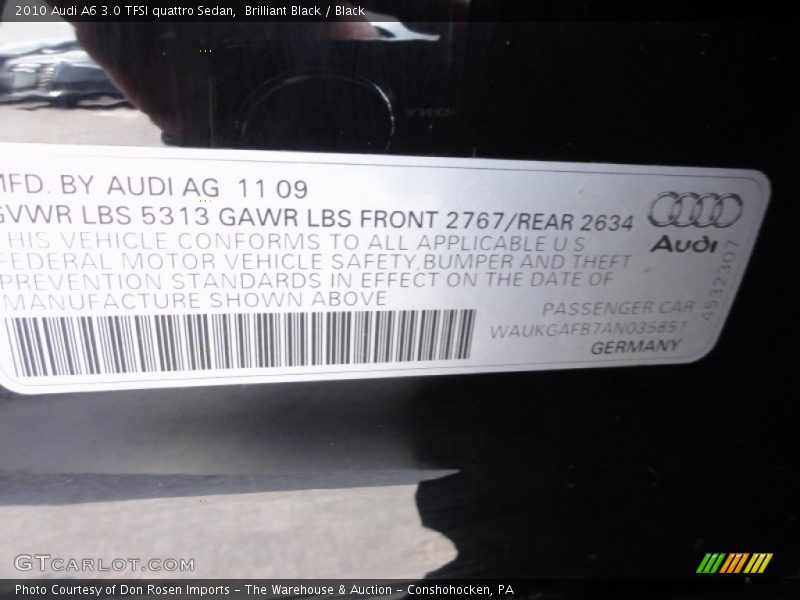 2010 Audi A6 3.0 TFSI quattro Sedan,  Brilliant Black / Black
MFD. BY AUDI AG 11 09
GVWR LBS 5313 GAWR LBS FRONT 2767/REAR 2634
THIS VEHICLE CONFORMS TO ALL APPLICABLE U S
FEDERAL MOTOR VEHICLE SAFETY, BUMPER AND THEFT
PREVENTION STANDARDS IN EFFECT ON THE DATE OF
MANUFACTURE SHOWN ABOVE
Audi
4532307
PASSENGER CAR
WAUKGAFB7AN035851
GERMANY
GTCARLOT.COM
Photo Courtesy of Don Rosen Imports – The Warehouse & Auction – Conshohocken, PA